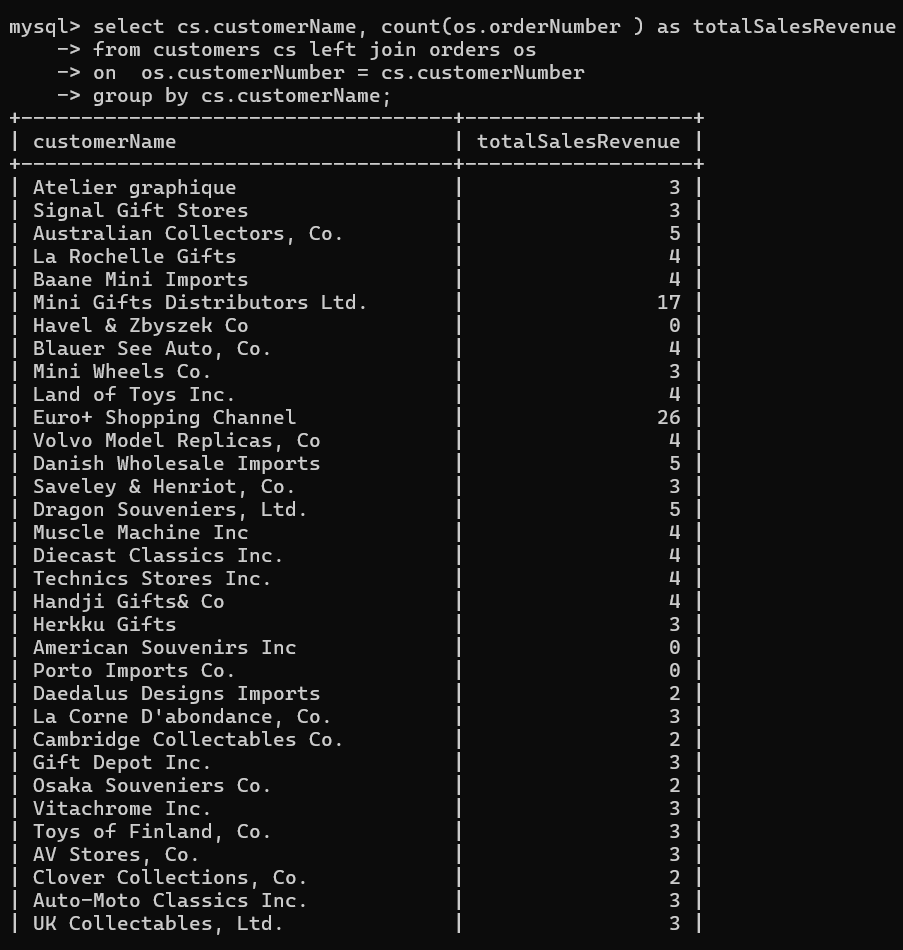 mysql> select cs.customerName, count(os.orderNumber ) as totalSalesRevenue
    -> from customers cs left join orders os
    -> on  os.customerNumber = cs.customerNumber
    -> group by cs.customerName;
+------------------------------------+-------------------+
| customerName                       | totalSalesRevenue |
+------------------------------------+-------------------+
| Atelier graphique                  |                 3 |
| Signal Gift Stores                 |                 3 |
| Australian Collectors, Co.         |                 5 |
| La Rochelle Gifts                  |                 4 |
| Baane Mini Imports                 |                 4 |
| Mini Gifts Distributors Ltd.       |                17 |
| Havel & Zbyszek Co                 |                 0 |
| Blauer See Auto, Co.               |                 4 |
| Mini Wheels Co.                    |                 3 |
| Land of Toys Inc.                  |                 4 |
| Euro+ Shopping Channel             |                26 |
| Volvo Model Replicas, Co           |                 4 |
| Danish Wholesale Imports           |                 5 |
| Saveley & Henriot, Co.             |                 3 |
| Dragon Souveniers, Ltd.            |                 5 |
| Muscle Machine Inc                 |                 4 |
| Diecast Classics Inc.              |                 4 |
| Technics Stores Inc.               |                 4 |
| Handji Gifts& Co                   |                 4 |
| Herkku Gifts                       |                 3 |
| American Souvenirs Inc             |                 0 |
| Porto Imports Co.                  |                 0 |
| Daedalus Designs Imports           |                 2 |
| La Corne D'abondance, Co.          |                 3 |
| Cambridge Collectables Co.         |                 2 |
| Gift Depot Inc.                    |                 3 |
| Osaka Souveniers Co.               |                 2 |
| Vitachrome Inc.                    |                 3 |
| Toys of Finland, Co.               |                 3 |
| AV Stores, Co.                     |                 3 |
| Clover Collections, Co.            |                 2 |
| Auto-Moto Classics Inc.            |                 3 |
| UK Collectables, Ltd.              |                 3 |